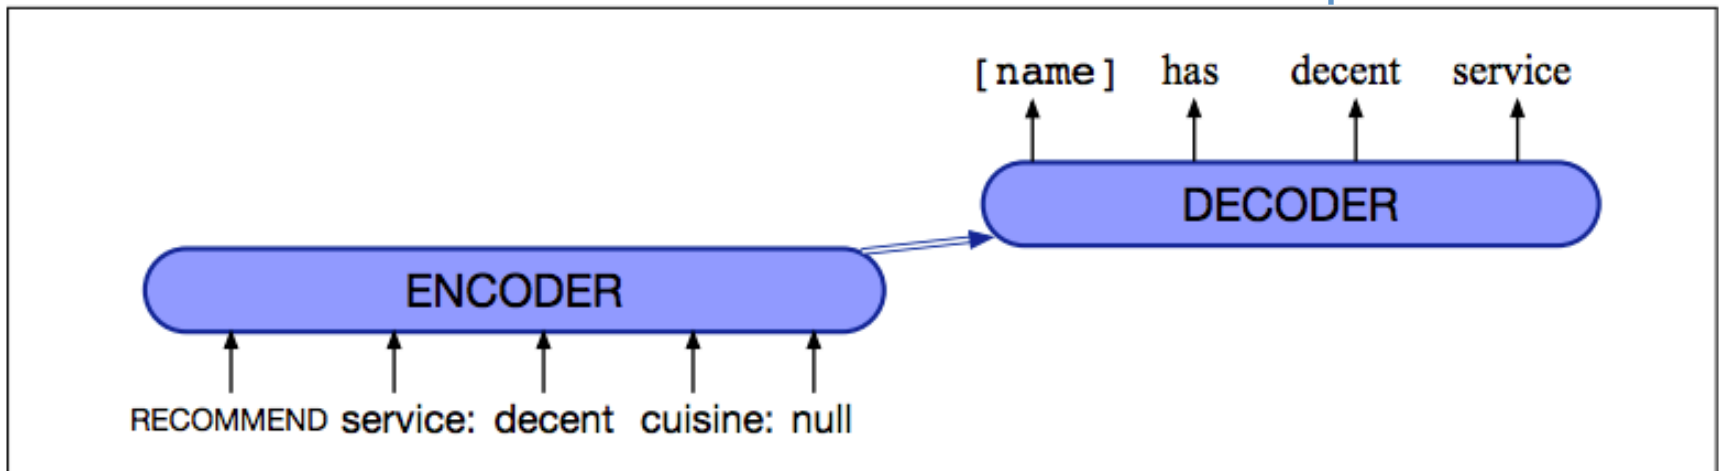 [name] has decent service
DECODER
ENCODER
RECOMMEND service: decent cuisine: null